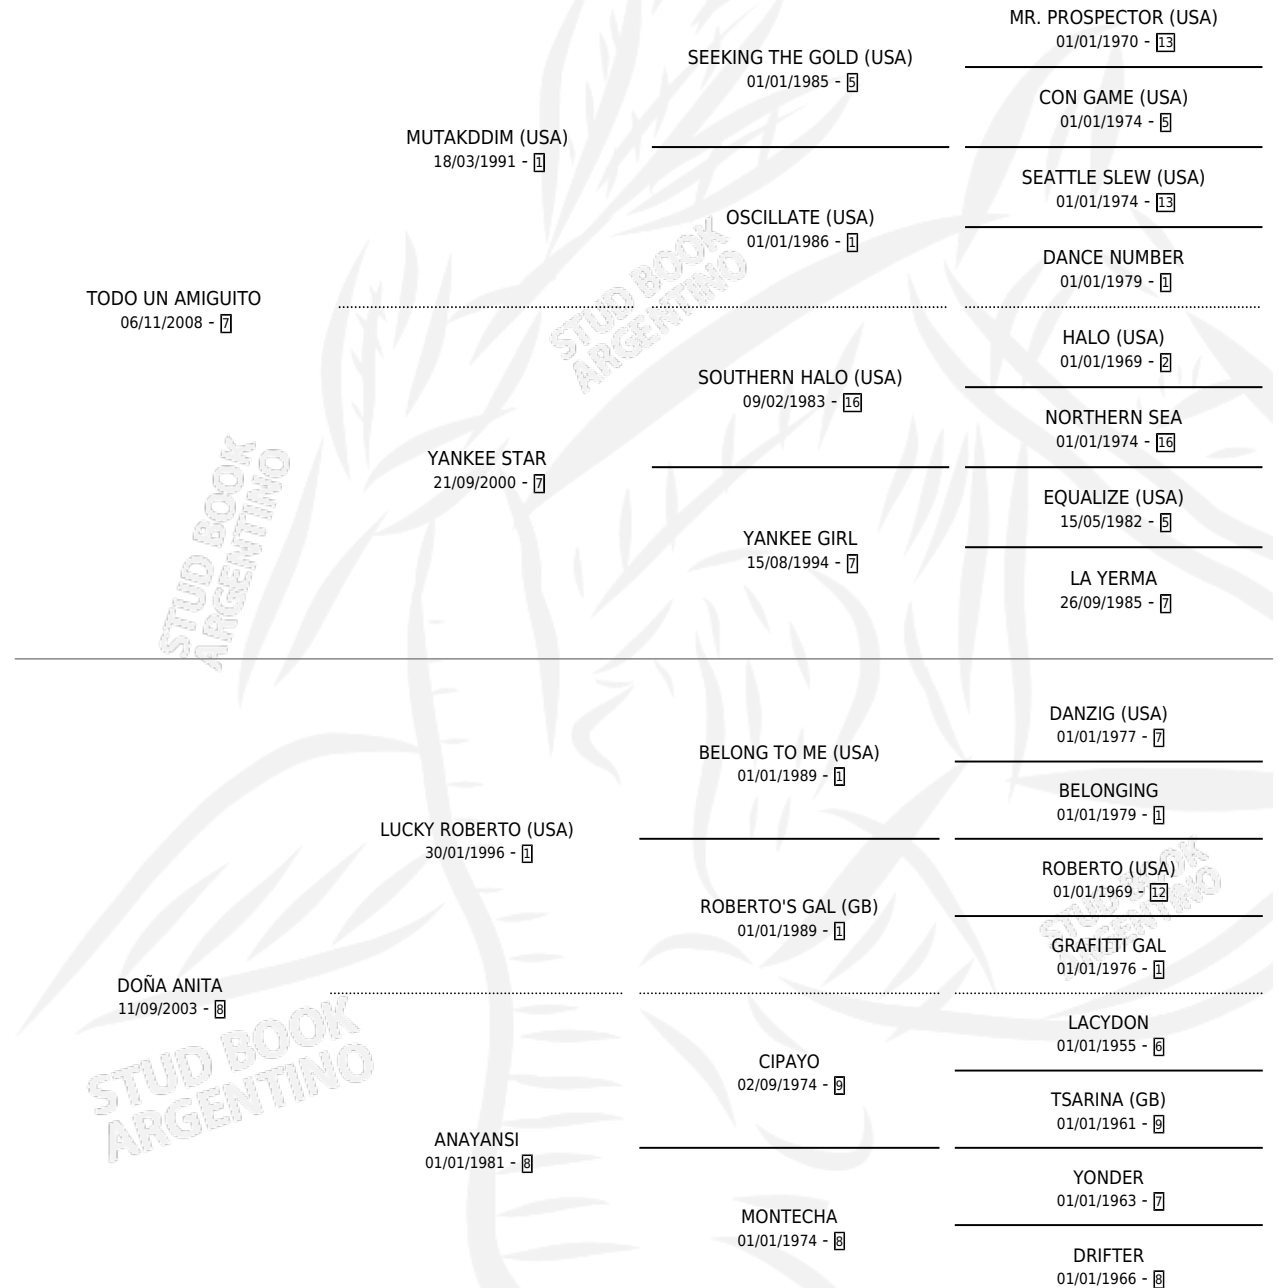 MR. PROSPECTOR (USA)
01/01/1970 - 13
SEEKING THE GOLD (USA)
01/01/1985 - 5
CON GAME (USA)
01/01/1974 - 5
MUTAKDDIM (USA)
18/03/1991 - 1
SEATTLE SLEW (USA)
01/01/1974 - 13
OSCILLATE (USA)
01/01/1986 - 1
DANCE NUMBER
01/01/1979 - 1
TODO UN AMIGUITO
06/11/2008 - 7
HALO (USA)
01/01/1969 - 2
SOUTHERN HALO (USA)
09/02/1983 - 16
NORTHERN SEA
01/01/1974 - 16
YANKEE STAR
21/09/2000 - 7
EQUALIZE (USA)
15/05/1982 - 5
YANKEE GIRL
15/08/1994 - 7
LA YERMA
26/09/1985 - 7
DANZIG (USA)
01/01/1977 - 7
BELONG TO ME (USA)
01/01/1989 - 1
BELONGING
01/01/1979 - 1
LUCKY ROBERTO (USA)
30/01/1996 - 1
ROBERTO (USA)
01/01/1969 - 12
ROBERTO'S GAL (GB)
01/01/1989 - 1
GRAFITTI GAL
01/01/1976 - 1
DOÑA ANITA
11/09/2003 - 8
LACYDON
01/01/1955 - 6
CIPAYO
02/09/1974 - 9
TSARINA (GB)
01/01/1961 - 9
ANAYANSI
01/01/1981 - 8
YONDER
01/01/1963 - 7
MONTECHA
01/01/1974 - 8
DRIFTER
01/01/1966 - 8
STUD BOOK
ARGENTINO
STUD BOOK
ARGENTINO
STUD BOOK
ARGENTINO
STUD BOOK
ARGENTINO